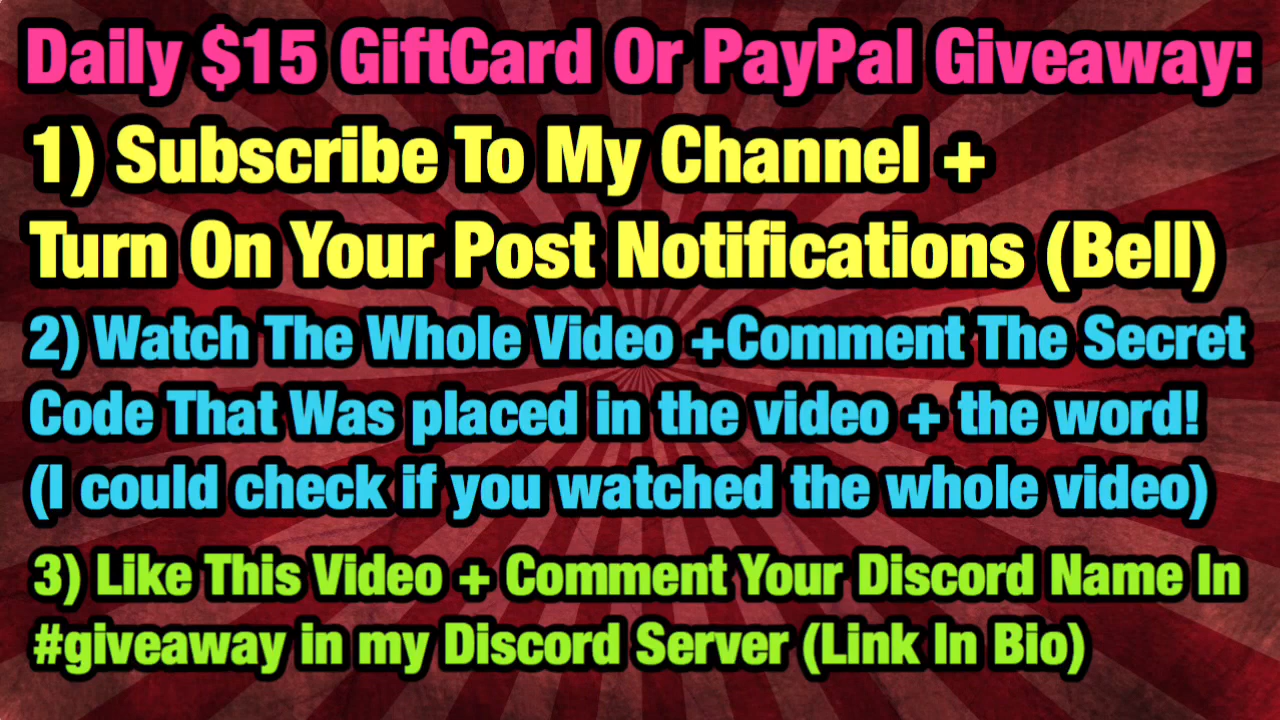 Daily $15 GiftCard Or PayPal Giveaway:
1) Subscribe To My Channel +
Turn On Your Post Notifications (Bell)
2) Watch The Whole Video +Comment The Secret
Code That Was placed in the video + the word!
(I could check if you watched the whole video)
3) Like This Video + Comment Your Discord Name In
#giveaway in my Discord Server (Link In Bio)